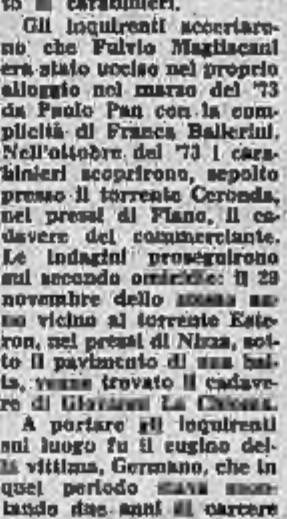 to ai carabinieri.
Gli inquirenti accertaro-
no che Fulvio Magliacani
era stato ucciso nel proprio
alloggio nel marzo del '73
da Paolo Pan con la com-
plicità di Franca Ballerini.
Nell'ottobre del '73 i cara-
binieri scoprirono, sepolto
presso il torrente Ceronda,
nei pressi di Fiano, il ca-
davere del commerciante.
Le indagini proseguirono
sul secondo omicidio: il 29
novembre dello stesso an-
no vicino al torrente Este-
ron, nei pressi di Nizza, sot-
to il pavimento di una bai-
ta, venne trovato il cadave-
re di Giovanni La
A portare gli inquirenti
sul luogo fu il cugino del-
la vittima, Germano, che in
quel periodo stava scon-
tando due anni di carcere